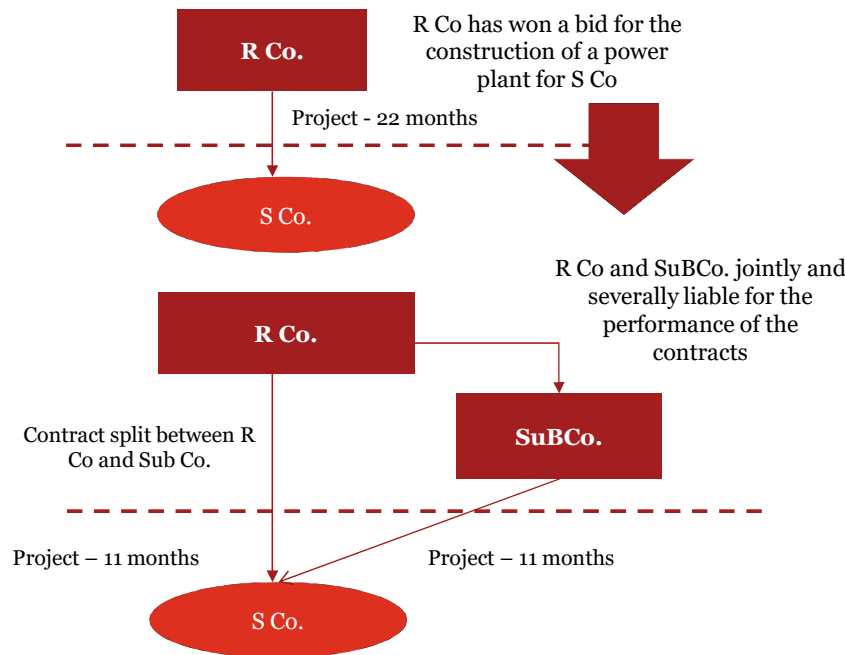 R Co.
R Co has won a bid for the
construction of a power
plant for S Co
Project - 22 months
S Co.
R Co and SuBCo. jointly and
severally liable for the
performance of the
contracts
R Co.
SuBCo.
Contract split between R
Co and Sub Co.
Project – 11 months
Project – 11 months
S Co.